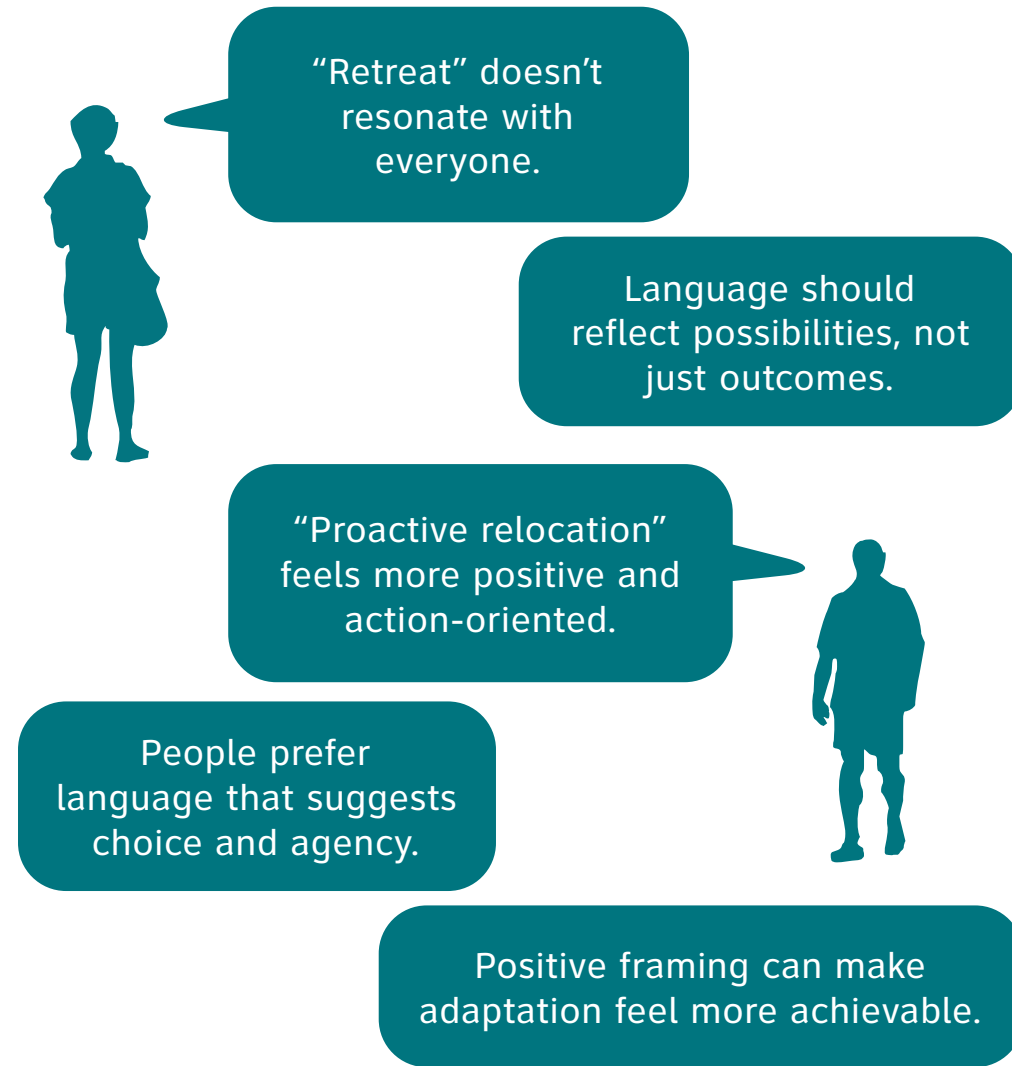 “Retreat” doesn’t
resonate with
everyone.
Language should
reflect possibilities, not
just outcomes.
“Proactive relocation”
feels more positive and
action-oriented.
People prefer
language that suggests
choice and agency.
Positive framing can make
adaptation feel more achievable.